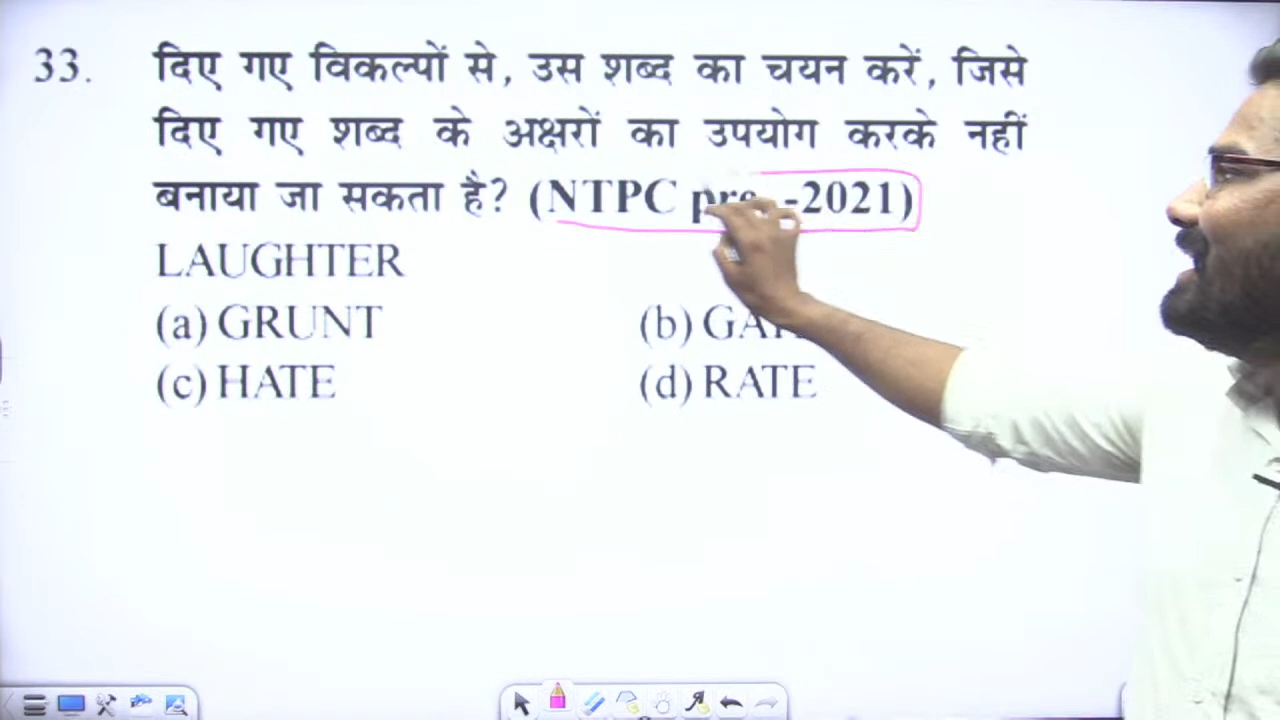 33. दिए गए विकल्पों से, उस शब्द का चयन करें, जिसे
दिए गए शब्द के अक्षरों का उपयोग करके नहीं
बनाया जा सकता है? (NTPC -2021)
LAUGHTER
(a) GRUNT (b)
(c) HATE (d) RATE